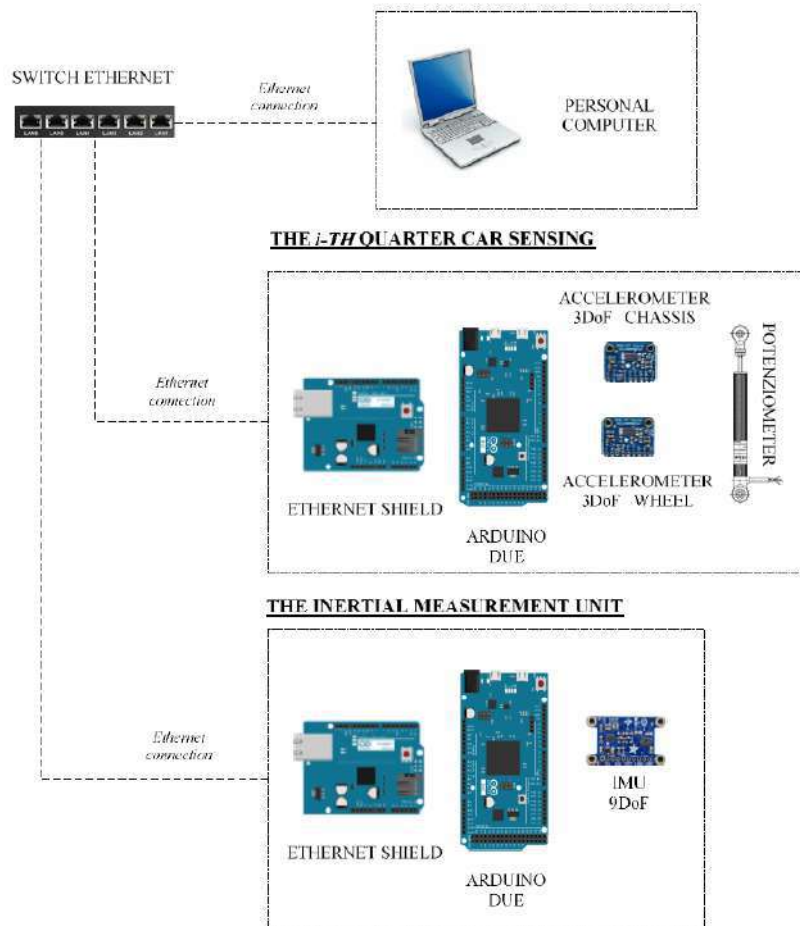 SWITCH ETHERNET
Ethernet
connection
PERSONAL
COMPUTER
THE i-TH QUARTER CAR SENSING
Ethernet
connection
ETHERNET SHIELD
ARDUINO
DUE
ACCELEROMETER
3DoF CHASSIS
ACCELEROMETER
3DoF WHEEL
POTENZIOMETER
THE INERTIAL MEASUREMENT UNIT
Ethernet
connection
ETHERNET SHIELD
ARDUINO
DUE
IMU
9DoF